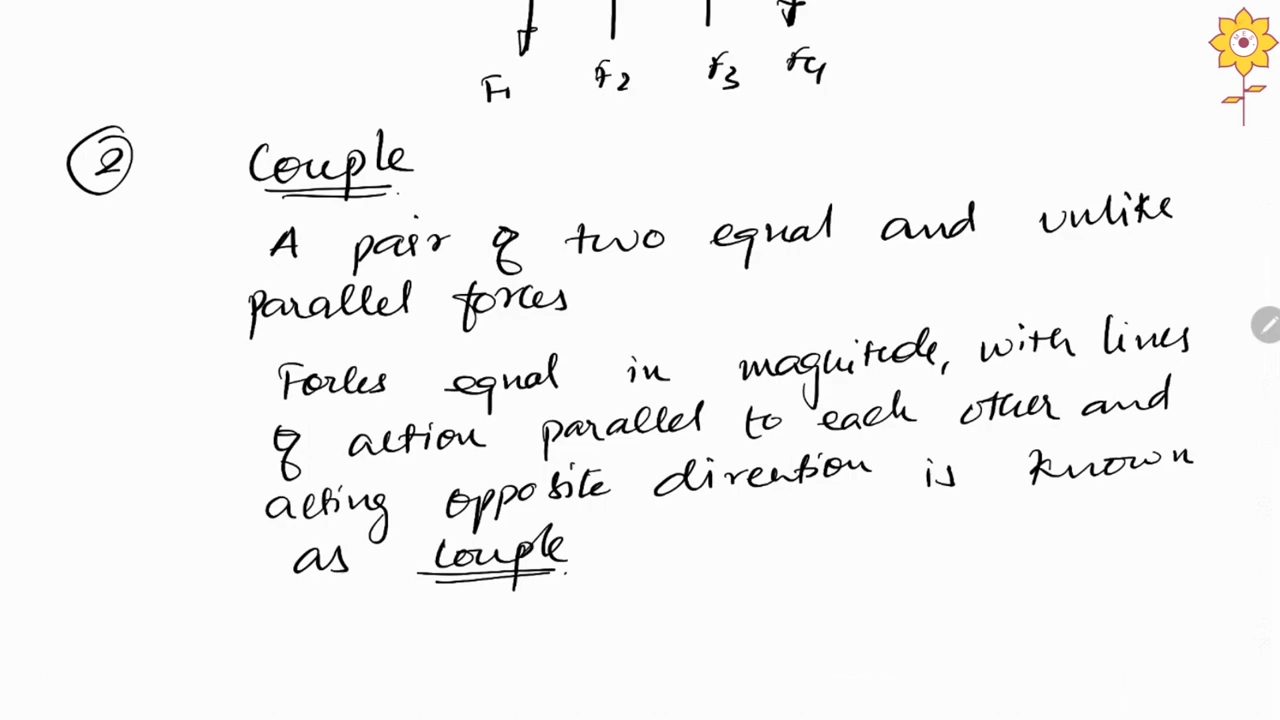 F1 F2 F3 F4
2 Couple
A pair of two equal and unlike
parallel forces
Forces equal in magnitude, with lines
of action parallel to each other and
acting opposite direction is known
as couple.